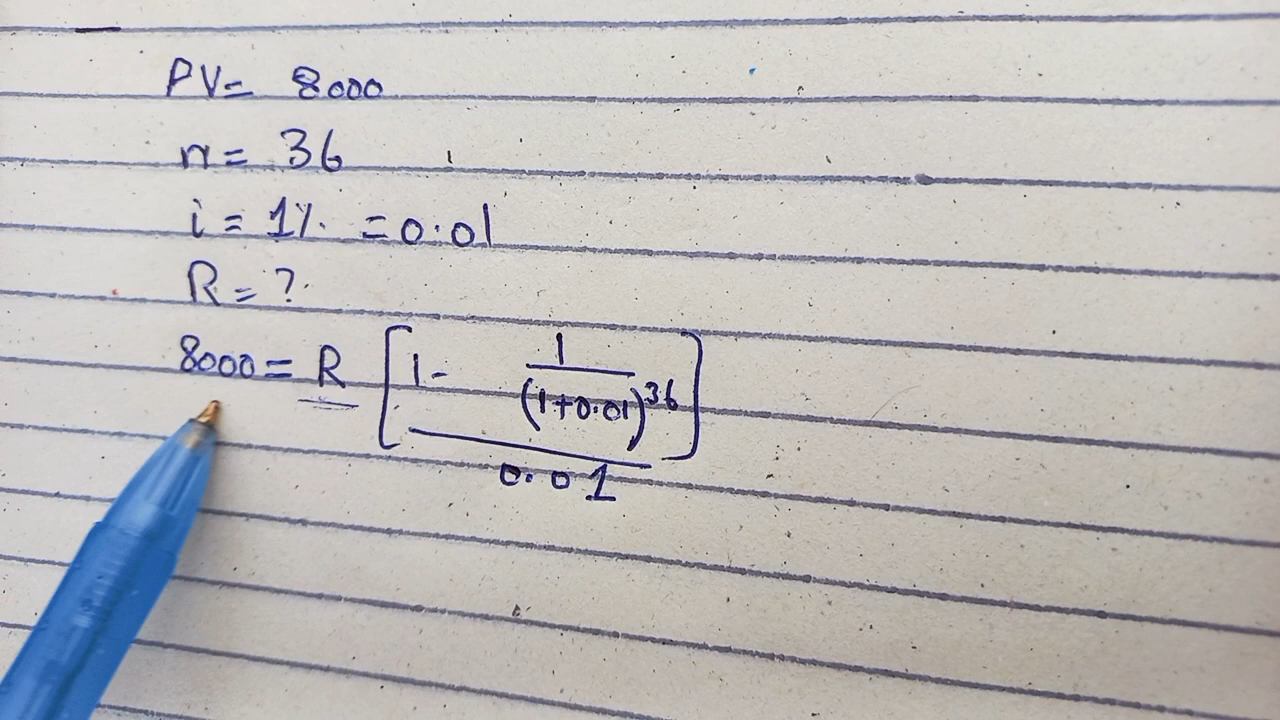 PV= 8000
n= 36
i = 1% = 0.01
R = ?
8000 = R [1- 1
(1+0.01)36]
0.01